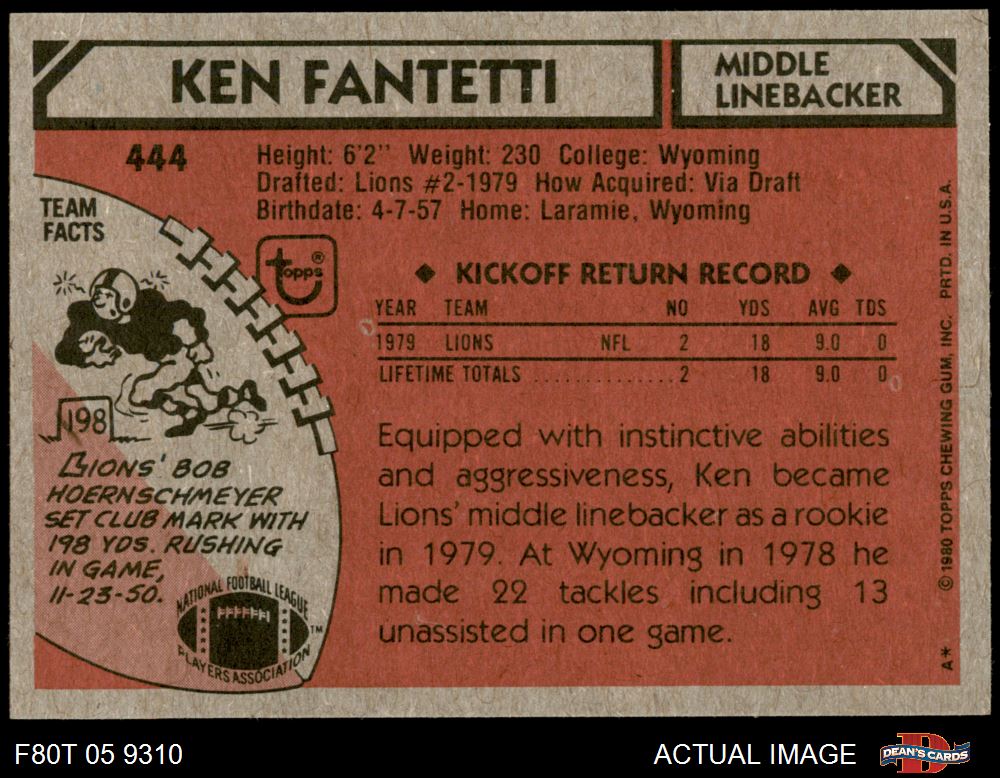 KEN FANTETTI
MIDDLE
LINEBACKER
444
Height: 6'2" Weight: 230 College: Wyoming
Drafted: Lions #2-1979 How Acquired: Via Draft
Birthdate: 4-7-57 Home: Laramie, Wyoming
TEAM
FACTS
topps®
198
LIONS' BOB
HOERNSCHMEYER
SET CLUB MARK WITH
198 YDS. RUSHING
IN GAME,
11-23-50.
NATIONAL FOOTBALL LEAGUE
PLAYERS ASSOCIATION
TM
◆ KICKOFF RETURN RECORD ◆
YEAR TEAM NO YDS AVG TDS
1979 LIONS NFL 2 18 9.0 0
LIFETIME TOTALS ............... 2 18 9.0 0
Equipped with instinctive abilities
and aggressiveness, Ken became
Lions' middle linebacker as a rookie
in 1979. At Wyoming in 1978 he
made 22 tackles including 13
unassisted in one game.
© 1980 TOPPS CHEWING GUM, INC. PRTD. IN U.S.A.
A*
F80T 05 9310
ACTUAL IMAGE
D
DEAN'S CARDS